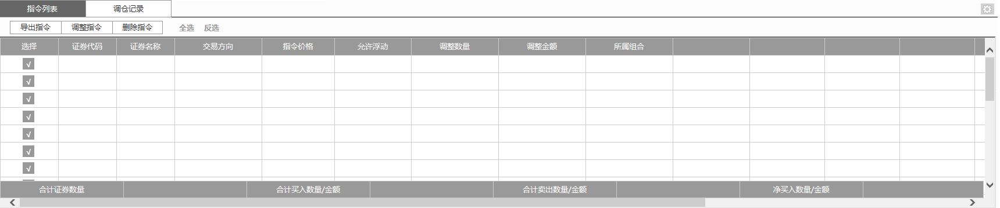 指令列表 调仓记录
导出指令 调整指令 删除指令 全选 反选
选择 证券代码 证券名称 交易方向 指令价格 允许浮动 调整数量 调整金额 所属组合
√
√
√
√
√
√
√
合计证券数量 合计买入数量/金额 合计卖出数量/金额 净买入数量/金额